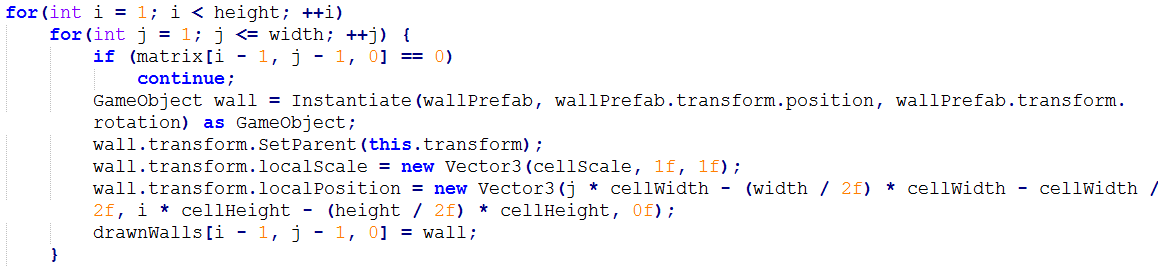 for(int i = 1; i < height; ++i)
for(int j = 1; j <= width; ++j) {
if (matrix[i - 1, j - 1, 0] == 0)
continue;
GameObject wall = Instantiate(wallPrefab, wallPrefab.transform.position, wallPrefab.transform.
rotation) as GameObject;
wall.transform.SetParent(this.transform);
wall.transform.localScale = new Vector3(cellScale, 1f, 1f);
wall.transform.localPosition = new Vector3(j * cellWidth - (width / 2f) * cellWidth - cellWidth /
2f, i * cellHeight - (height / 2f) * cellHeight, 0f);
drawnWalls[i - 1, j - 1, 0] = wall;
}